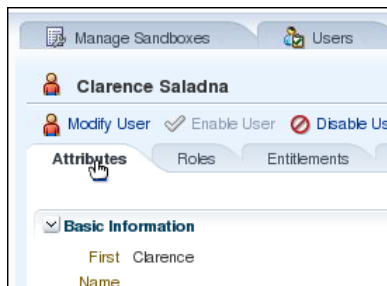 Manage Sandboxes Users
Clarence Saladna
Modify User Enable User Disable Us
Attributes Roles Entitlements
Basic Information
First Clarence
Name